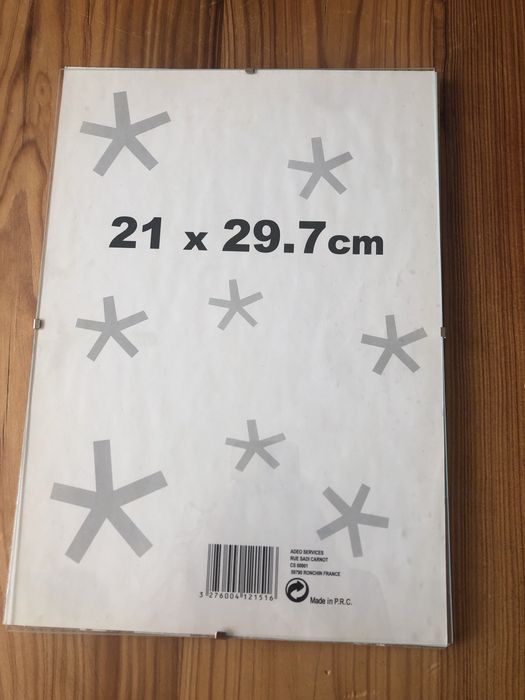 21 x 29.7cm
ADEO SERVICES
RUE SADI CARNOT
CS 00001
59790 RONCHIN FRANCE
3 276004 121516
Made in P.R.C.